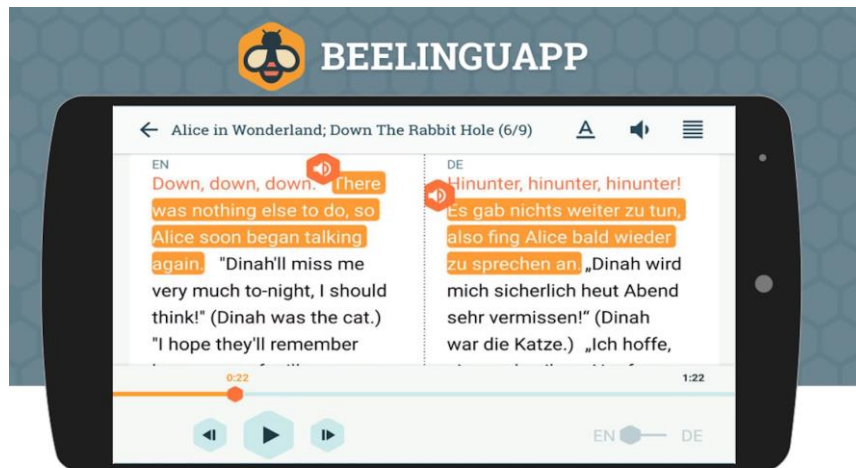 BEELINGUAPP
Alice in Wonderland; Down The Rabbit Hole (6/9)
A
EN
Down, down, down. There
was nothing else to do, so
Alice soon began talking
again. "Dinah'll miss me
very much to-night, I should
think!" (Dinah was the cat.)
"I hope they'll remember
DE
Hinunter, hinunter, hinunter!
Es gab nichts weiter zu tun,
also fing Alice bald wieder
zu sprechen an. „Dinah wird
mich sicherlich heut Abend
sehr vermissen!“ (Dinah
war die Katze.) „Ich hoffe,
0:22
1:22
EN DE